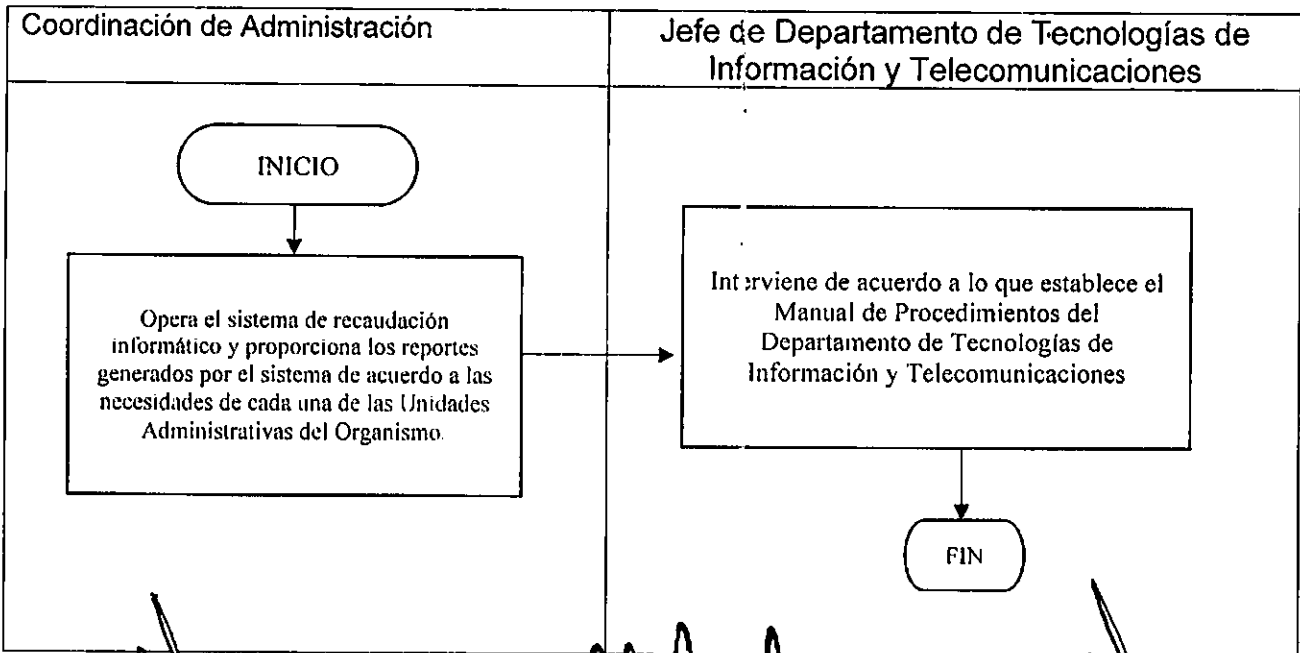 Coordinación de Administración
Jefe de Departamento de Tecnologías de
Información y Telecomunicaciones
INICIO
Opera el sistema de recaudación
informático y proporciona los reportes
generados por el sistema de acuerdo a las
necesidades de cada una de las Unidades
Administrativas del Organismo.
Interviene de acuerdo a lo que establece el
Manual de Procedimientos del
Departamento de Tecnologías de
Información y Telecomunicaciones
FIN